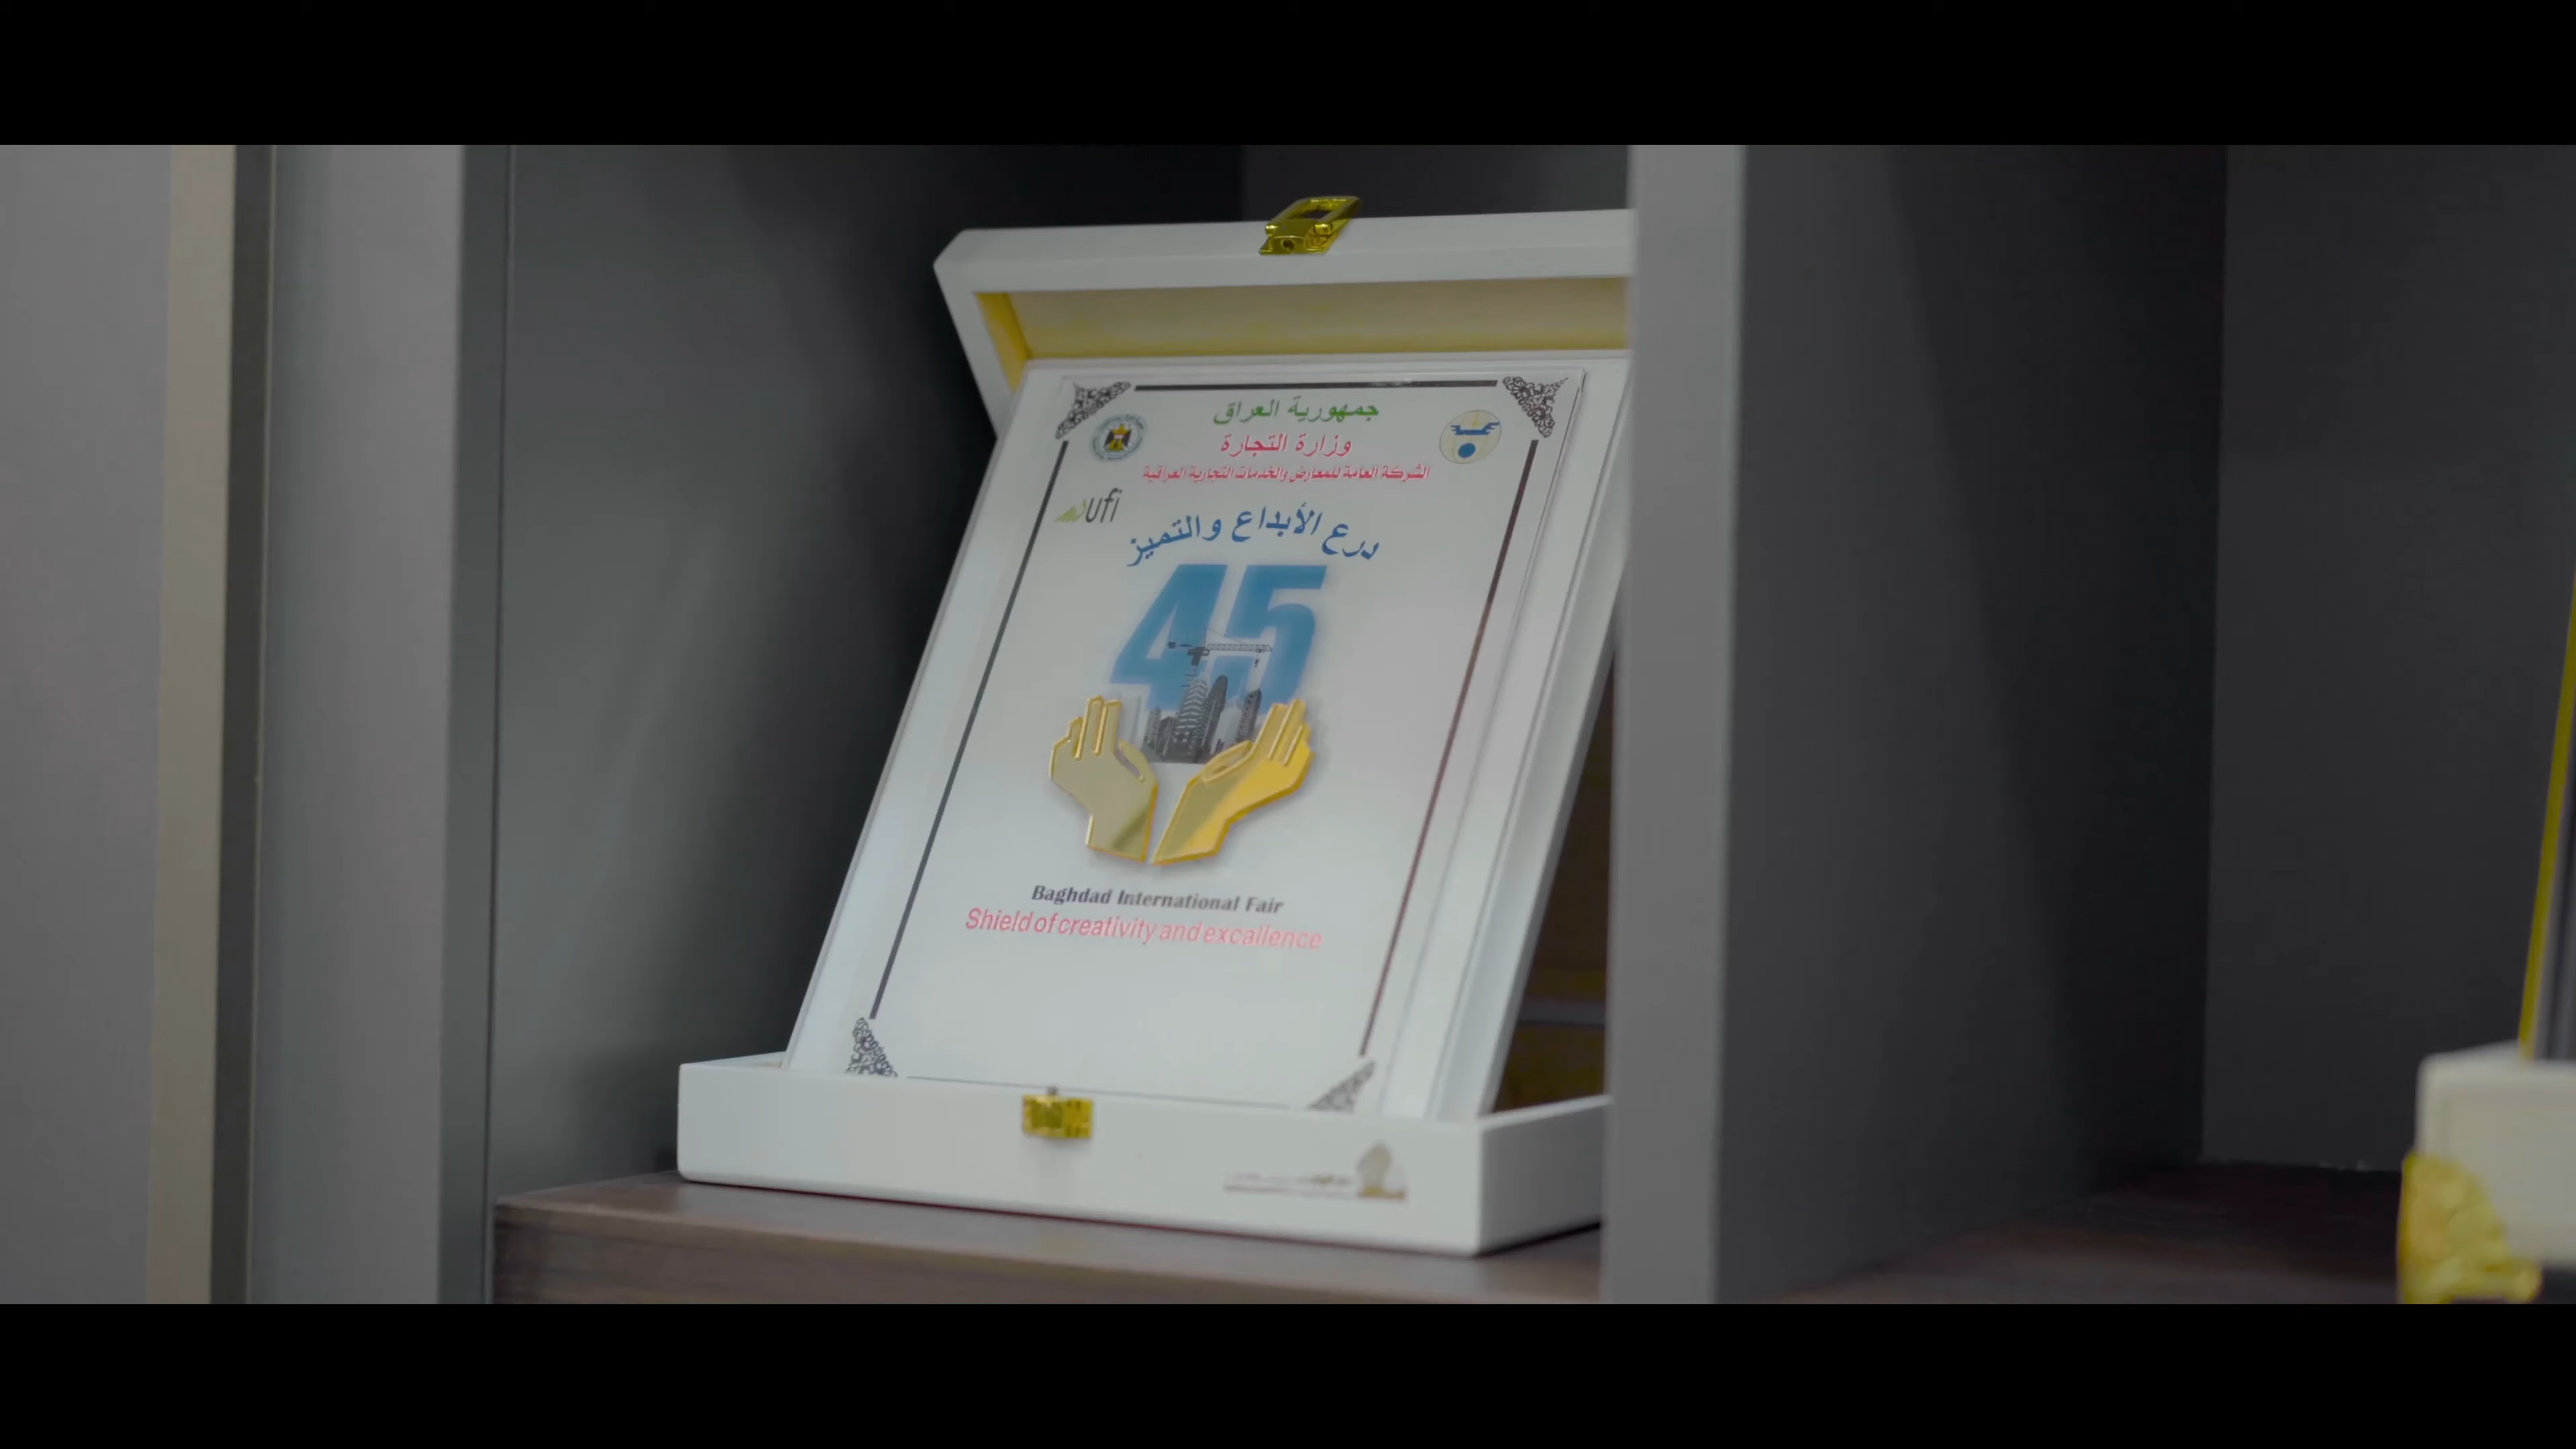 جمهورية العراق
وزارة التجارة
الشركة العامة للمعارض والخدمات التجارية العراقية
ufi
درع الأبداع والتميز
45
Baghdad International Fair
Shield of creativity and excallence